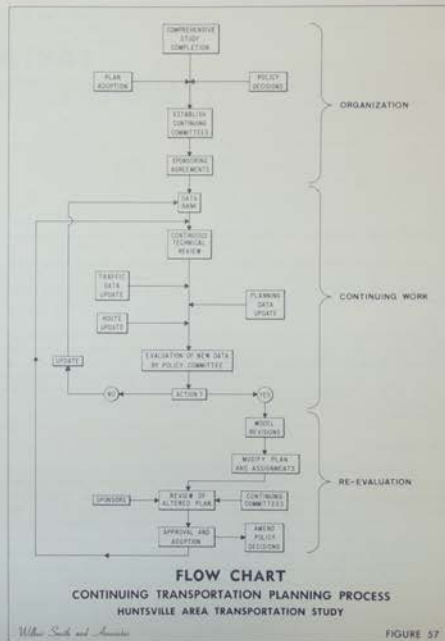 COMPREHENSIVE
STUDY
COMPLETION
PLAN
ADOPTION
POLICY
DECISIONS
ESTABLISH
CONTINUING
COMMITTEES
ORGANIZATION
SPONSORING
AGREEMENTS
DATA
BANK
CONTINUOUS
TECHNICAL
REVIEW
TRAFFIC
DATA
UPDATE
PLANNING
DATA
UPDATE
CONTINUING WORK
ROUTE
UPDATE
EVALUATION OF NEW DATA
BY POLICY COMMITTEE
UPDATE
NO
ACTION ?
YES
MODEL
REVISIONS
MODIFY PLAN
AND ASSIGNMENTS
RE-EVALUATION
SPONSORS
REVIEW OF
ALTERED PLAN
CONTINUING
COMMITTEES
APPROVAL AND
ADOPTION
AMEND
POLICY
DECISIONS
FLOW CHART
CONTINUING TRANSPORTATION PLANNING PROCESS
HUNTSVILLE AREA TRANSPORTATION STUDY
Wilbur Smith and Associates
FIGURE 57